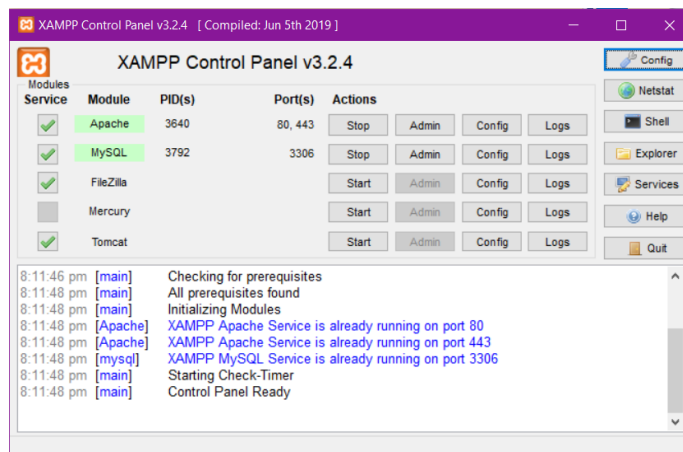 XAMPP Control Panel v3.2.4 [ Compiled: Jun 5th 2019 ]
XAMPP Control Panel v3.2.4
Config
Modules
Service Module PID(s) Port(s) Actions
Netstat
Apache 3640 80, 443 Stop Admin Config Logs
Shell
MySQL 3792 3306 Stop Admin Config Logs
Explorer
FileZilla Start Admin Config Logs
Services
Mercury Start Admin Config Logs
Help
Tomcat Start Admin Config Logs
Quit
8:11:46 pm [main] Checking for prerequisites
8:11:48 pm [main] All prerequisites found
8:11:48 pm [main] Initializing Modules
8:11:48 pm [Apache] XAMPP Apache Service is already running on port 80
8:11:48 pm [Apache] XAMPP Apache Service is already running on port 443
8:11:48 pm [mysql] XAMPP MySQL Service is already running on port 3306
8:11:48 pm [main] Starting Check-Timer
8:11:48 pm [main] Control Panel Ready